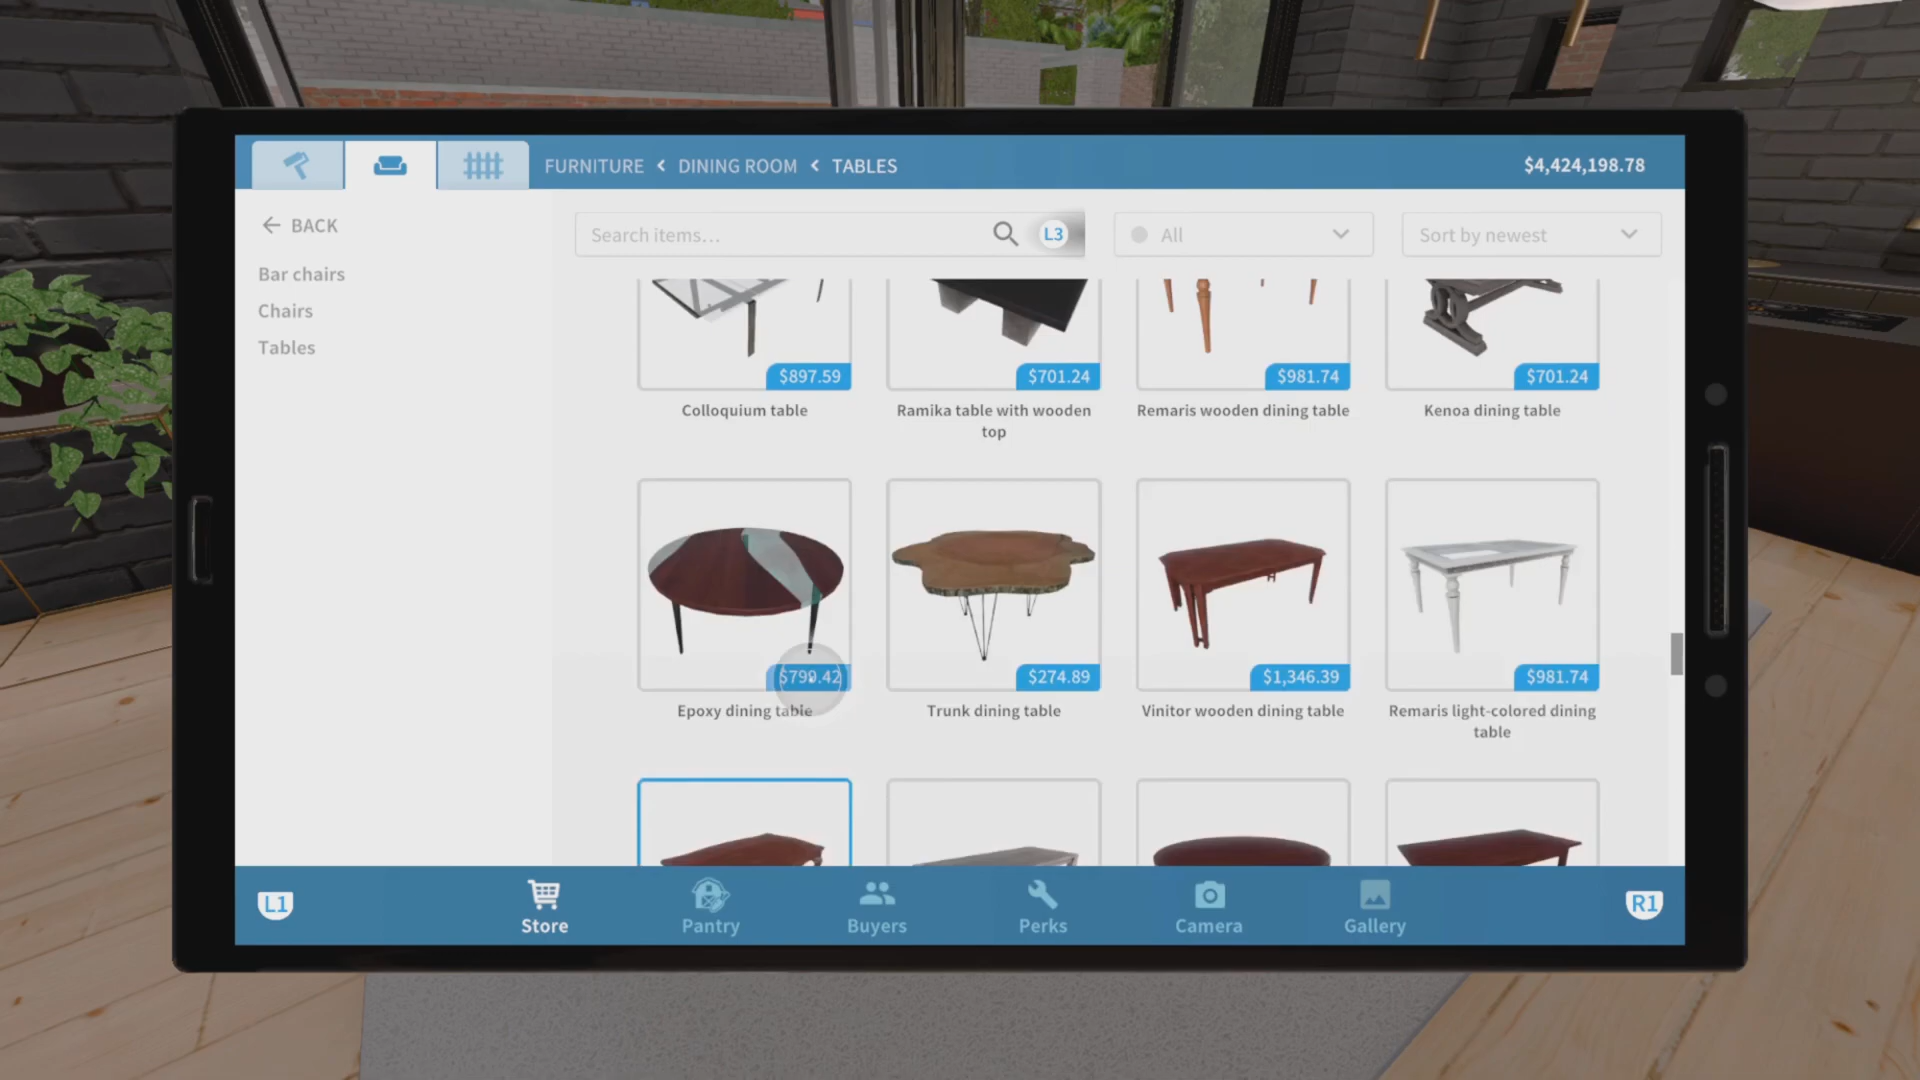 FURNITURE < DINING ROOM < TABLES
$4,424,198.78
BACK
Bar chairs
Chairs
Tables
Search items...
L3
All
Sort by newest
$897.59
$701.24
$981.74
$701.24
Colloquium table
Ramika table with wooden
top
Remaris wooden dining table
Kenoa dining table
$799.42
$274.89
$1,346.39
$981.74
Epoxy dining table
Trunk dining table
Vinitor wooden dining table
Remaris light-colored dining
table
L1
Store
Pantry
Buyers
Perks
Camera
Gallery
R1